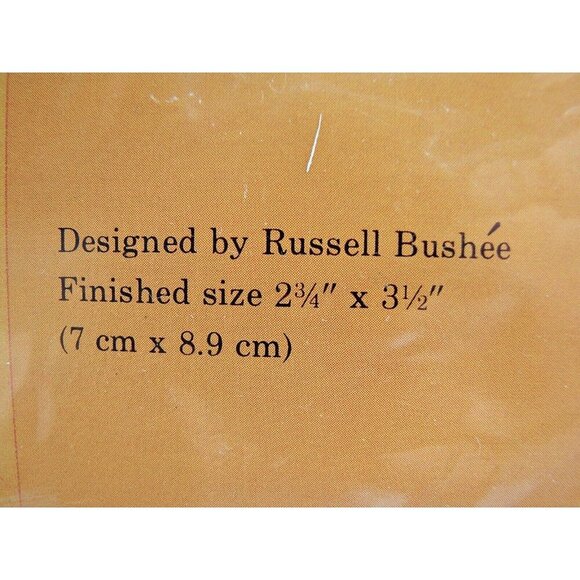 Designed by Russell Bushée
Finished size 2¾″ x 3½″
(7 cm x 8.9 cm)